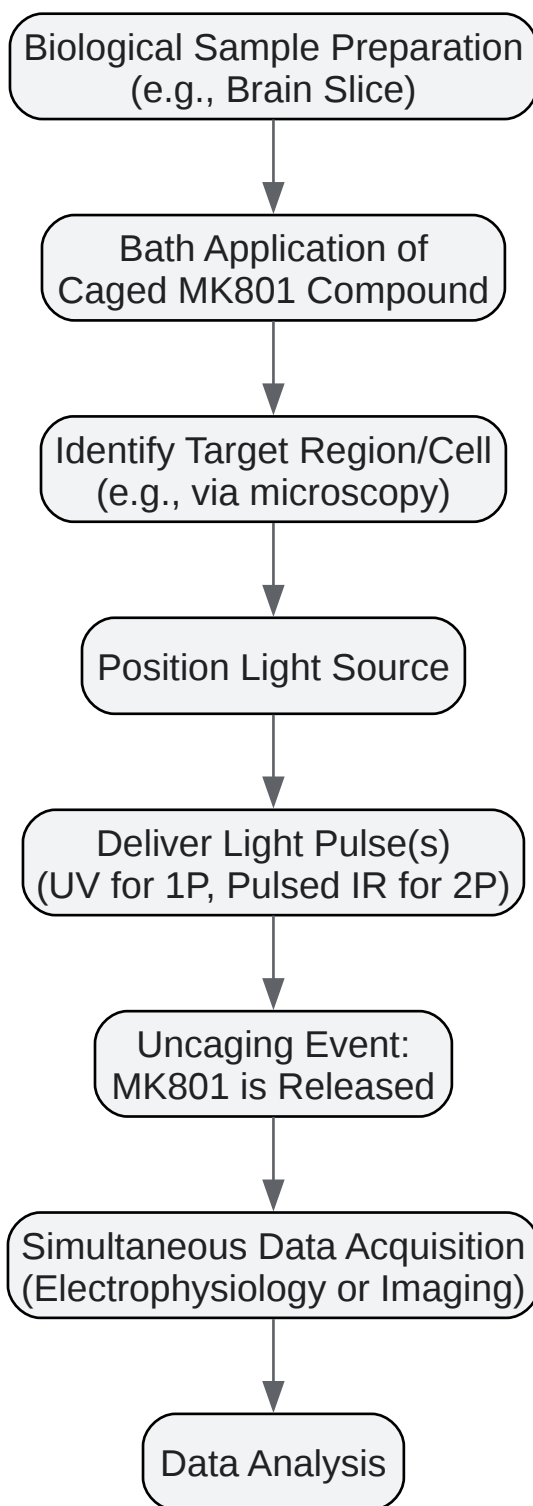 Biological Sample Preparation
(e.g., Brain Slice)
Bath Application of
Caged MK801 Compound
Identify Target Region/Cell
(e.g., via microscopy)
Position Light Source
Deliver Light Pulse(s)
(UV for 1P, Pulsed IR for 2P)
Uncaging Event:
MK801 is Released
Simultaneous Data Acquisition
(Electrophysiology or Imaging)
Data Analysis